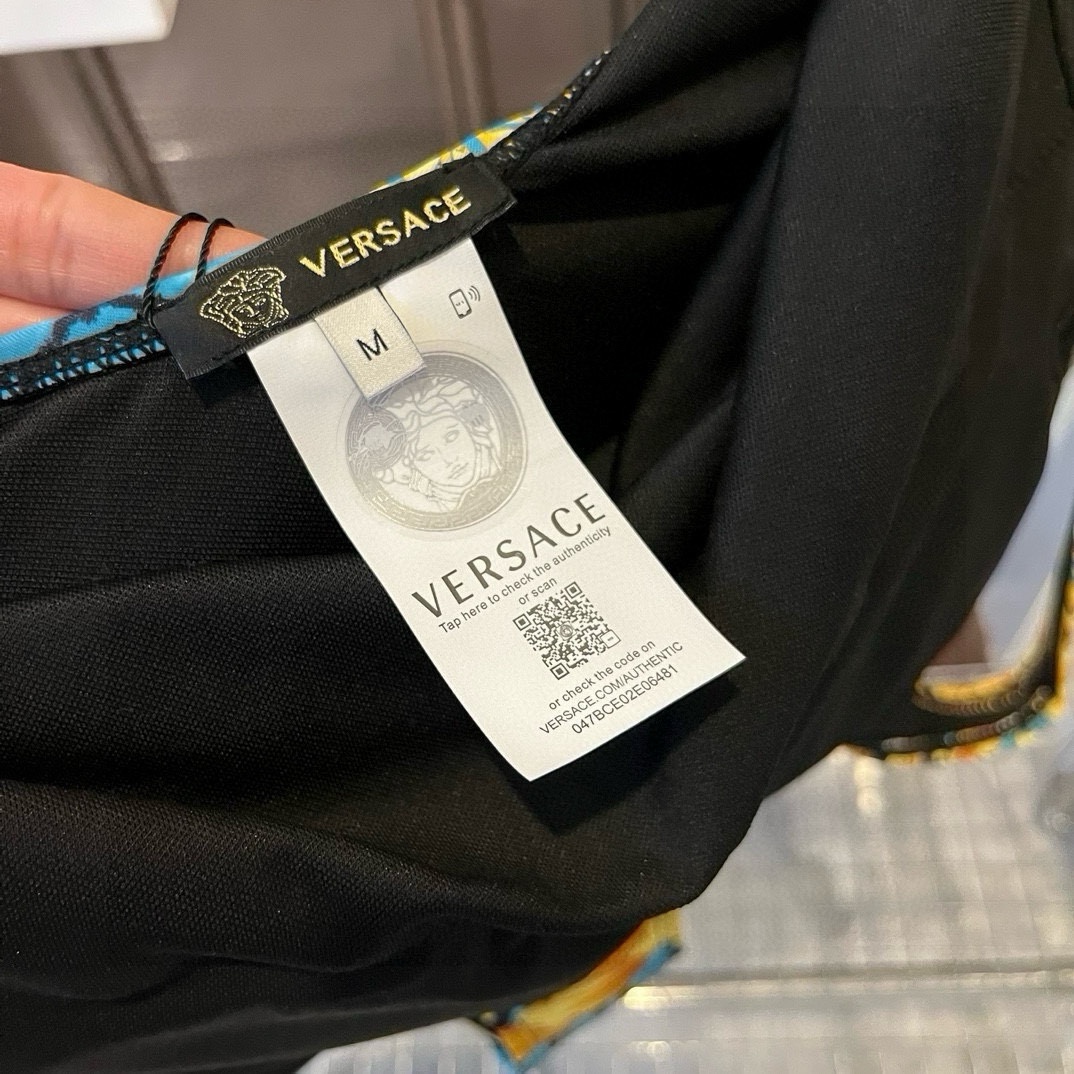 VERSACE
M
VERSACE
Tap here to check the authenticity
or scan
or check the code on
VERSACE.COM/AUTHENTIC
047BCE02E06481